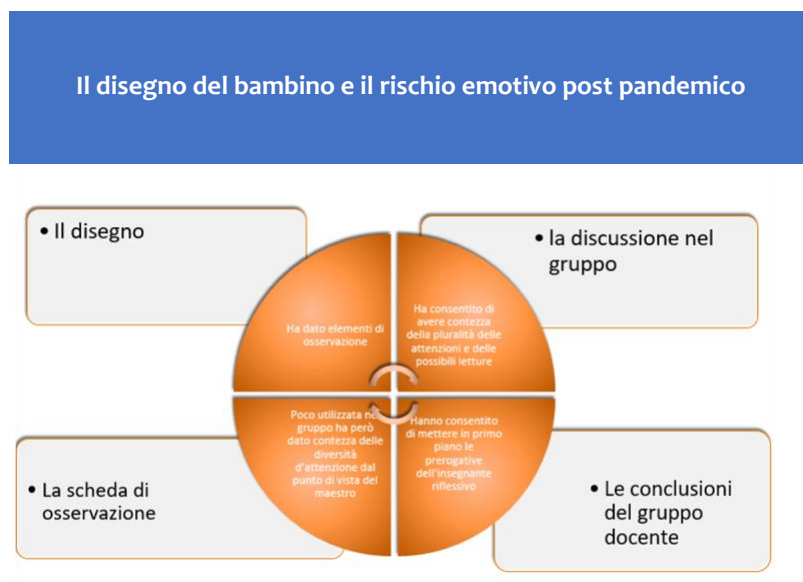 Il disegno del bambino e il rischio emotivo post pandemico
• Il disegno
Ha dato elementi di
osservazione
• la discussione nel
gruppo
Ha consentito di
avere contezza
della pluralità delle
attenzioni e delle
possibili letture
• La scheda di
osservazione
Poco utilizzata nel
gruppo ha però
dato contezza delle
diversità
d'attenzione dal
punto di vista del
maestro
Hanno consentito
di mettere in primo
piano le
prerogative
dell'insegnante
riflessivo
• Le conclusioni
del gruppo
docente